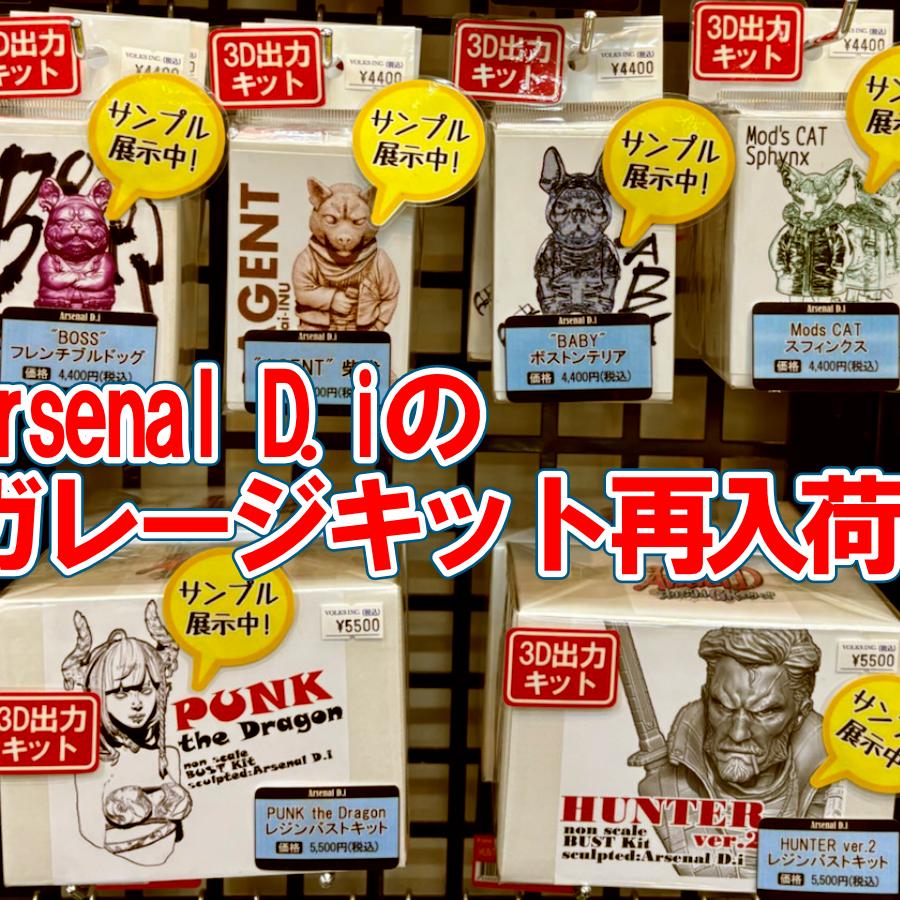 3D出力
キット
VOLKS INC. (税込)
¥4400
サンプル
展示中!
BOSS
"BOSS"
フレンチブルドッグ
価格 4,400円(税込)
3D出力
キット
VOLKS INC. (税込)
¥4400
サンプル
展示中!
AGENT
Arsenal D.i
3D出力
キット
VOLKS INC. (税込)
¥4400
サンプル
展示中!
Arsenal D.i
"BABY"
ボストンテリア
価格 4,400円(税込)
3D出力
キット
¥4400
Mod's CAT
Sphynx
Arsenal D.i
Mods CAT
スフィンクス
価格 4,400円(税込)
rsenal D.iの
ガレージキット再入荷
サンプル
展示中!
VOLKS INC. (税込)
¥5500
3D出力
キット
PUNK
the Dragon
non scale
BUST Kit
sculpted:Arsenal D.i
Arsenal D.i
PUNK the Dragon
レジンバストキット
価格 5,500円(税込)
3D出力
キット
VOLKS INC. (税込)
¥5500
HUNTER
ver.2
non scale
BUST Kit
sculpted:Arsenal D.i
Arsenal D.i
HUNTER ver.2
レジンバストキット
価格 5,500円(税込)